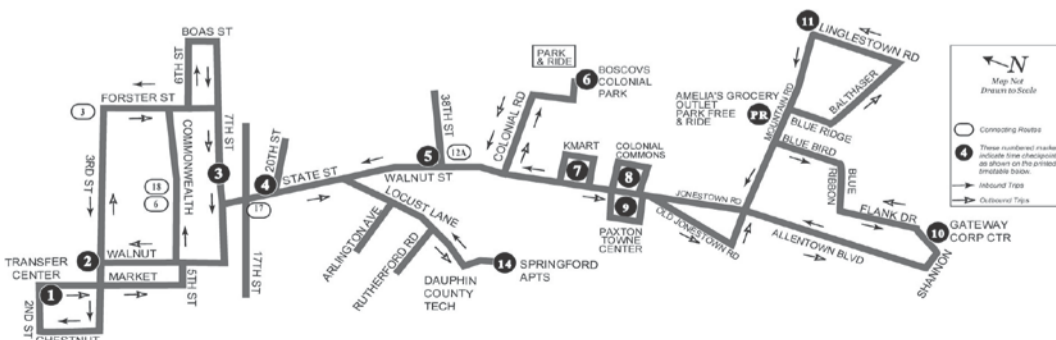 BOAS ST
6TH ST
FORSTER ST
3
COMMONWEALTH
7TH ST
3RD ST
18
6
3
20TH ST
4
STATE ST
17
17TH ST
WALNUT
2
TRANSFER
CENTER
1
MARKET
5TH ST
2ND ST
CHESTNUT
38TH ST
5
12A
WALNUT ST
LOCUST LANE
ARLINGTON AVE
RUTHERFORD RD
DAUPHIN
COUNTY
TECH
14
SPRINGFORD
APTS
PARK
& RIDE
6
BOSCOVS
COLONIAL
PARK
COLONIAL RD
KMART
7
COLONIAL
COMMONS
8
9
PAXTON
TOWNE
CENTER
JONESTOWN RD
OLD JONESTOWN RD
AMELIA'S GROCERY
OUTLET
PARK FREE
& RIDE
PR
MOUNTAIN RD
11
LINGLESTOWN RD
BALTHASER
BLUE RIDGE
BLUE BIRD
BLUE
RIBBON
FLANK DR
ALLENTOWN BLVD
SHANNON
10
GATEWAY
CORP CTR
N
Map Not
Drawn to Scale
Connecting Routes
4
These numbered marke
indicate time checkpoint
as shown on the printed
timetable below.
Inbound Trips
Outbound Trips